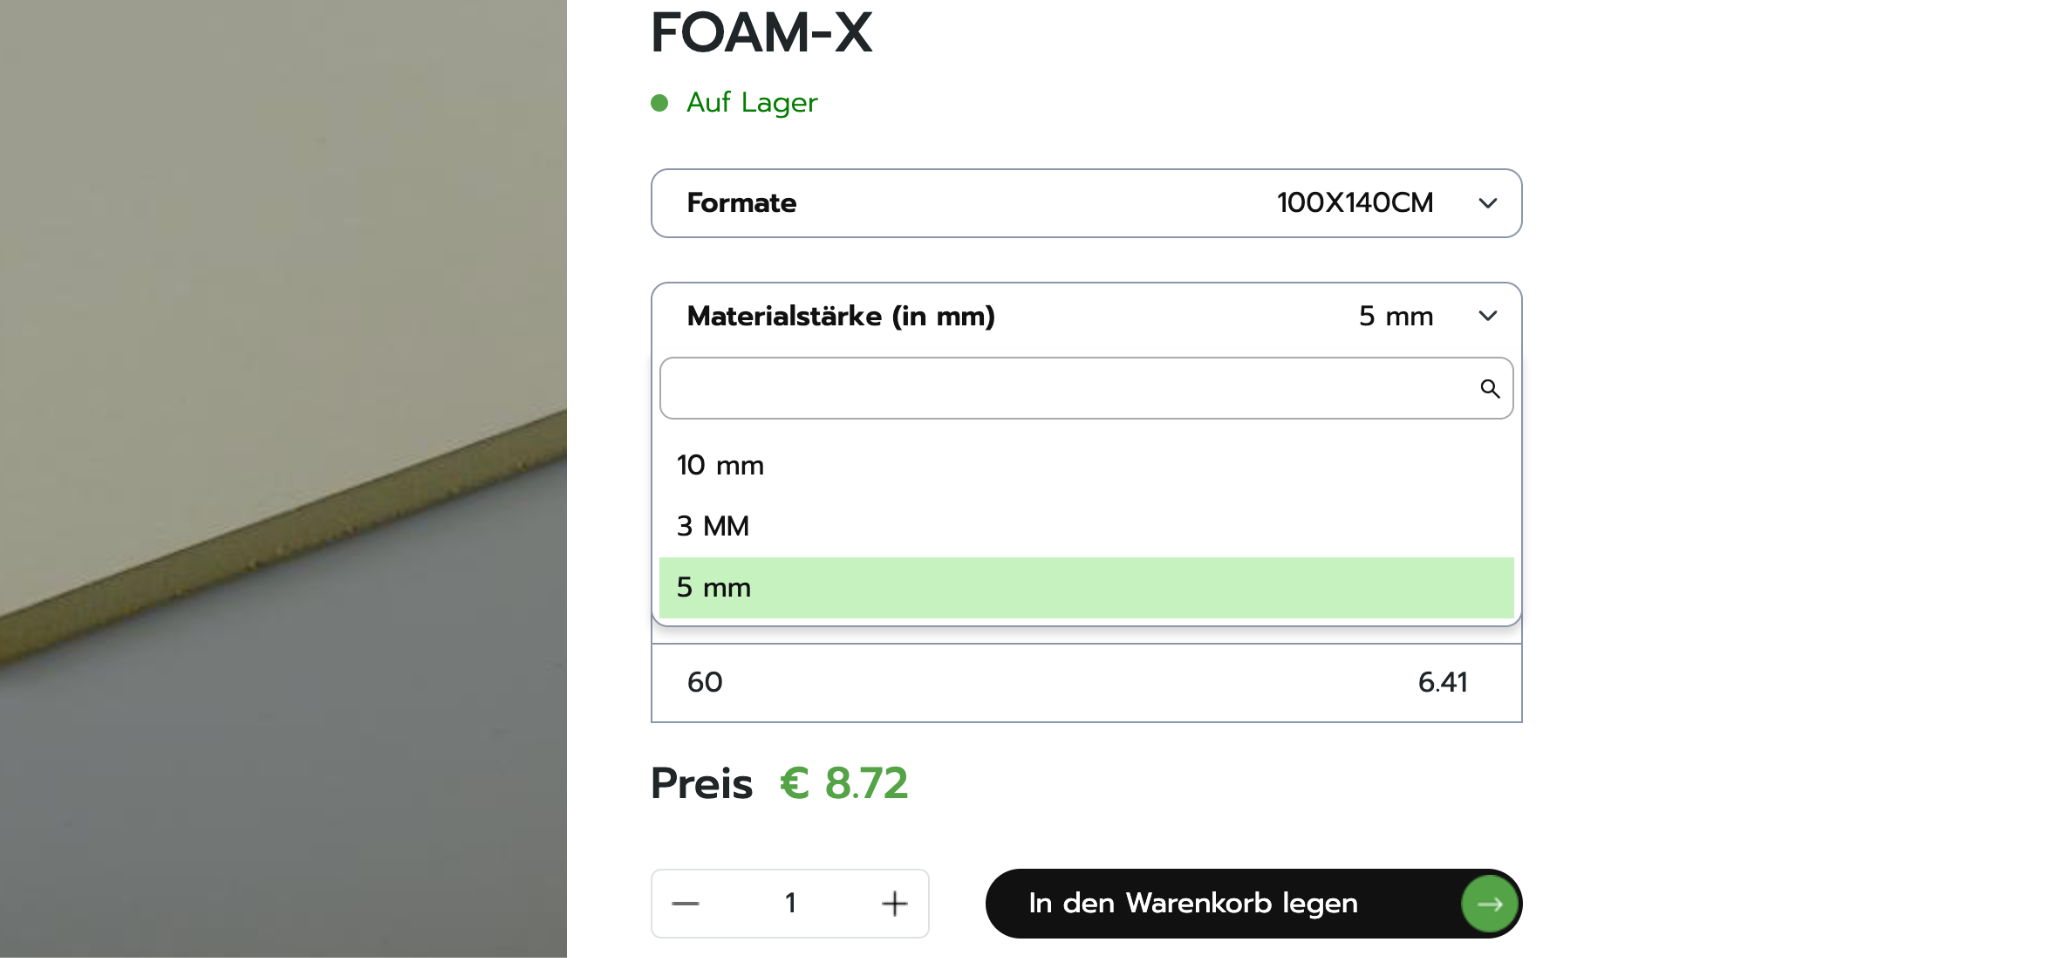 FOAM-X
Auf Lager
Formate 100X140CM
Materialstärke (in mm) 5 mm
10 mm
3 MM
5 mm
60 6.41
Preis € 8.72
1 In den Warenkorb legen